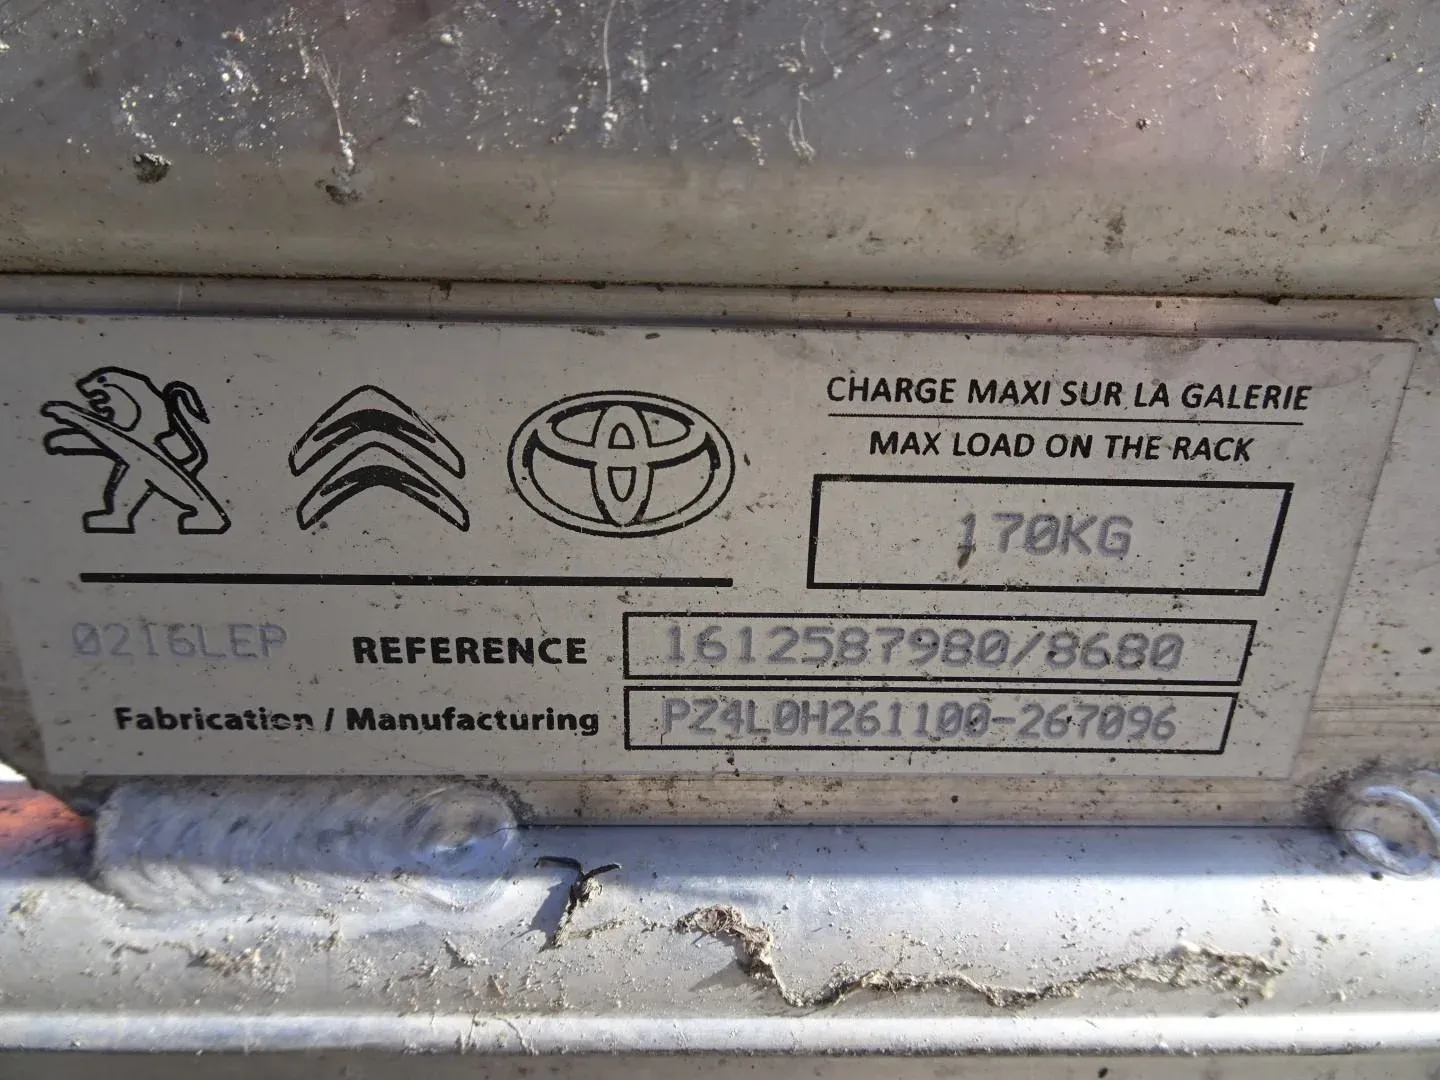 CHARGE MAXI SUR LA GALERIE
MAX LOAD ON THE RACK
170KG
0216LEP REFERENCE 1612587980/8680
Fabrication / Manufacturing PZ4L0H261100-267096